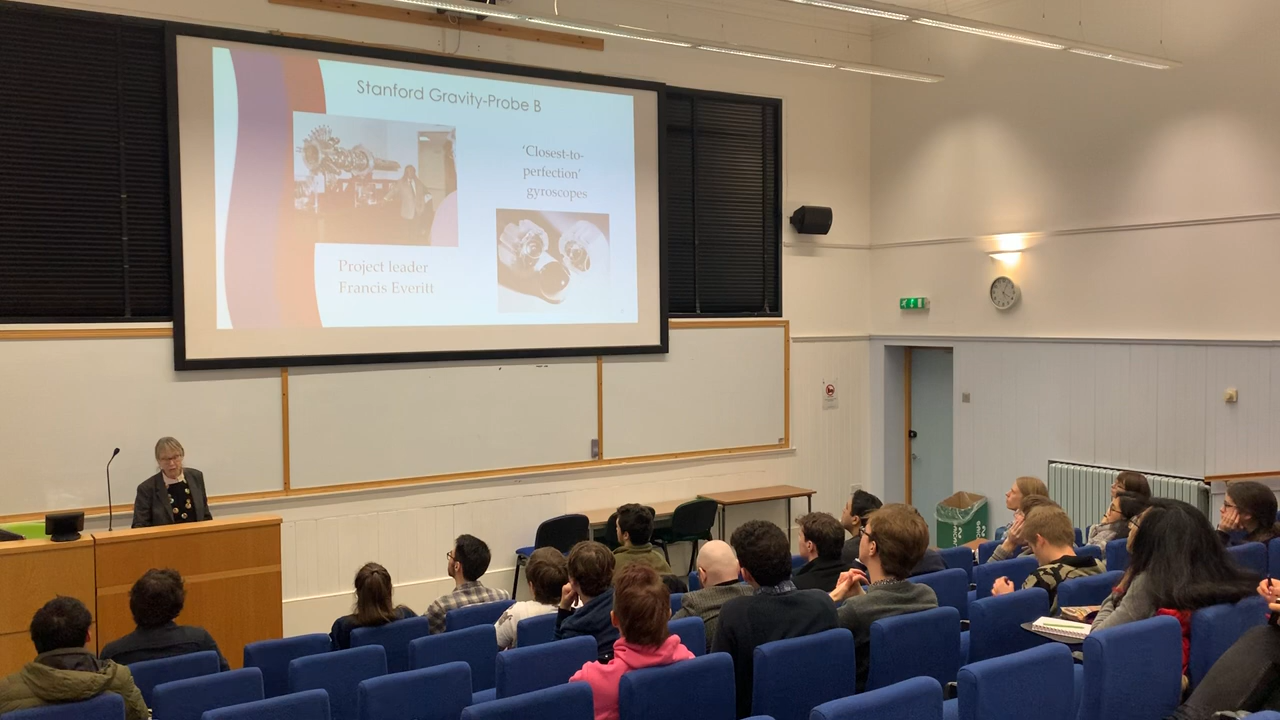 Stanford Gravity-Probe B
'Closest-to-
perfection'
gyroscopes
Project leader
Francis Everitt